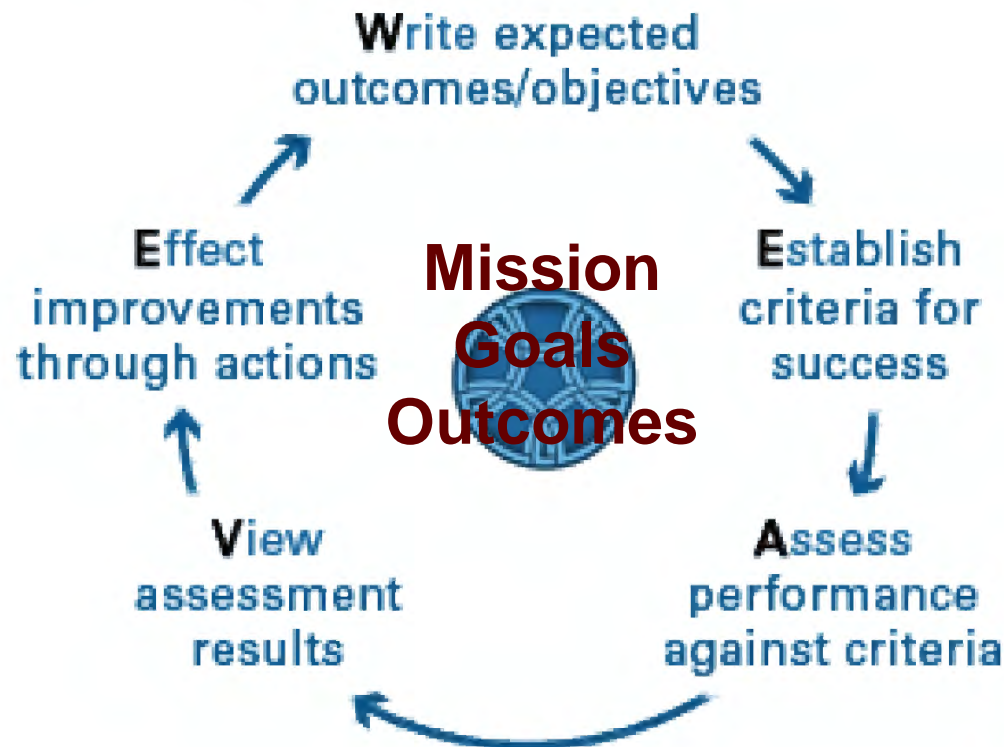 Write expected
outcomes/objectives
Establish
criteria for
success
Assess
performance
against criteria
View
assessment
results
Effect
improvements
through actions
Mission
Goals
Outcomes